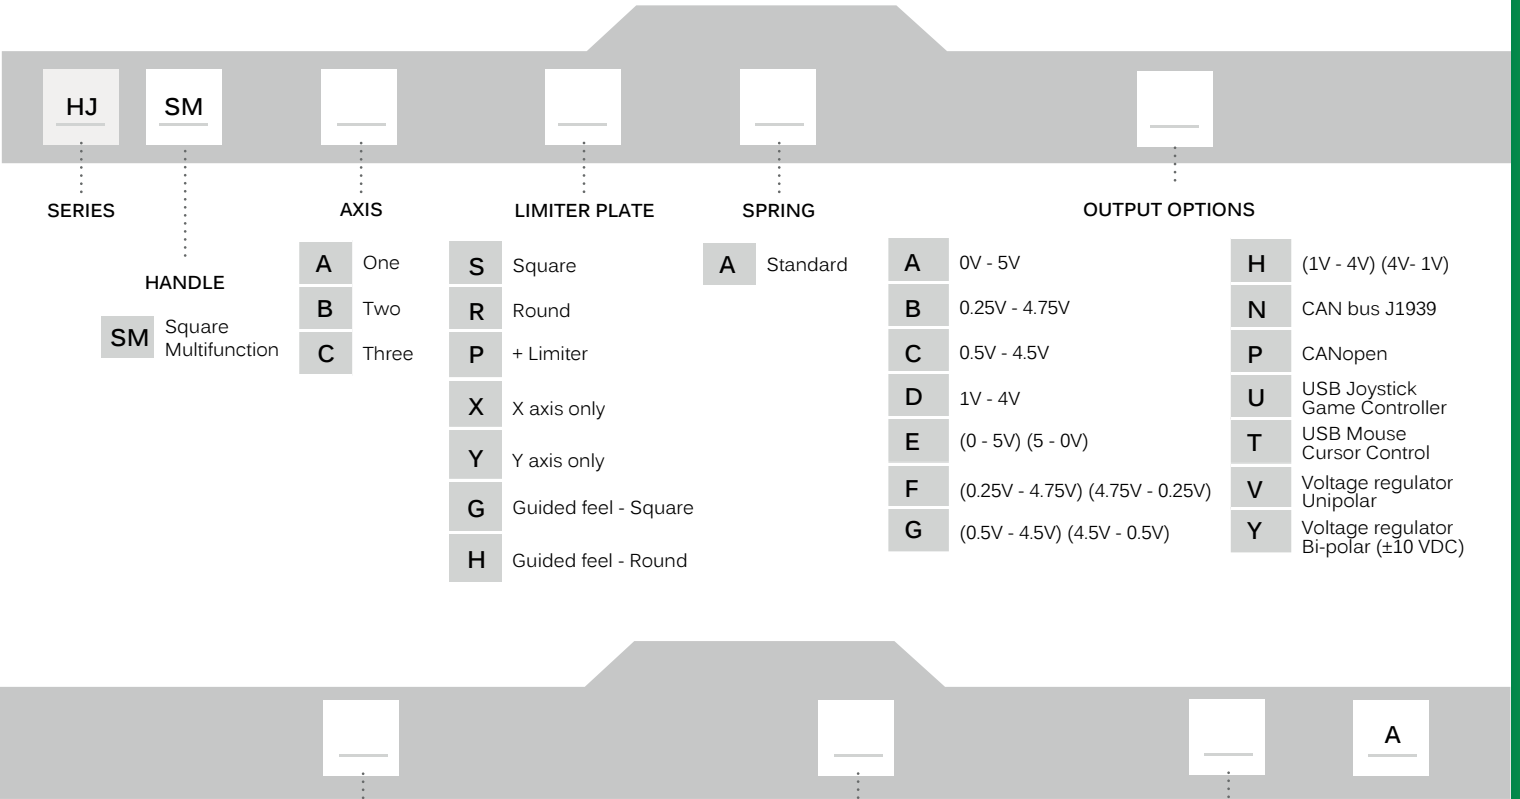 HJ
SM
SERIES
HANDLE
SM Square
Multifunction
AXIS
A One
B Two
C Three
LIMITER PLATE
S Square
R Round
P + Limiter
X X axis only
Y Y axis only
G Guided feel - Square
H Guided feel - Round
SPRING
A Standard
OUTPUT OPTIONS
A 0V - 5V
B 0.25V - 4.75V
C 0.5V - 4.5V
D 1V - 4V
E (0 - 5V) (5 - 0V)
F (0.25V - 4.75V) (4.75V - 0.25V)
G (0.5V - 4.5V) (4.5V - 0.5V)
H (1V - 4V) (4V- 1V)
N CAN bus J1939
P CANopen
U USB Joystick
Game Controller
T USB Mouse
Cursor Control
V Voltage regulator
Unipolar
Y Voltage regulator
Bi-polar (±10 VDC)
A